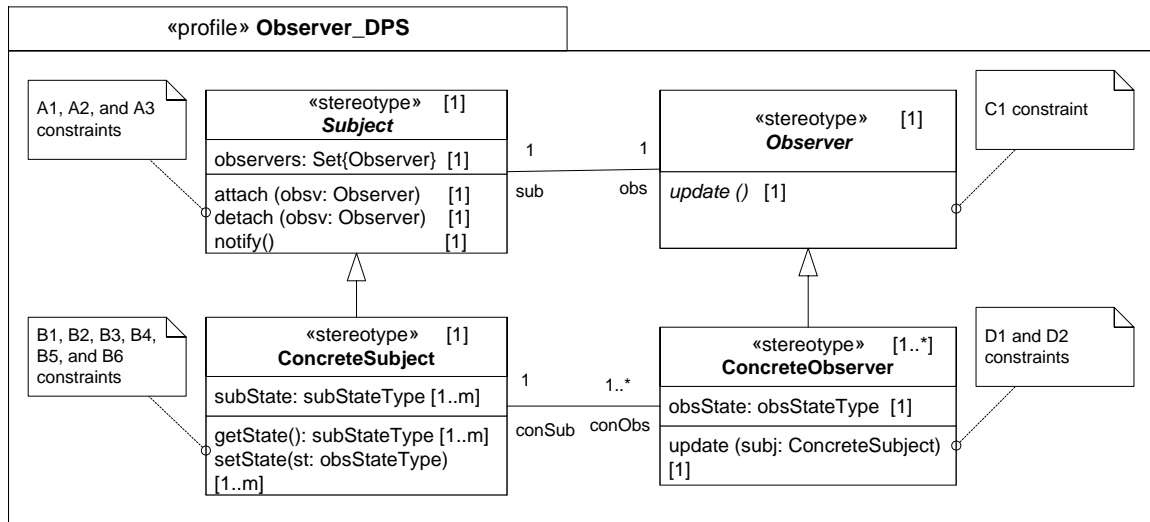 «profile» Observer_DPS
A1, A2, and A3
constraints
«stereotype» [1]
Subject
observers: Set{Observer} [1]
attach (obsv: Observer) [1]
detach (obsv: Observer) [1]
notify() [1]
1
sub
1
obs
«stereotype» [1]
Observer
update () [1]
C1 constraint
B1, B2, B3, B4,
B5, and B6
constraints
«stereotype» [1]
ConcreteSubject
subState: subStateType [1..m]
getState(): subStateType [1..m]
setState(st: obsStateType)
[1..m]
1
conSub
1..*
conObs
«stereotype» [1..*]
ConcreteObserver
obsState: obsStateType [1]
update (subj: ConcreteSubject)
[1]
D1 and D2
constraints